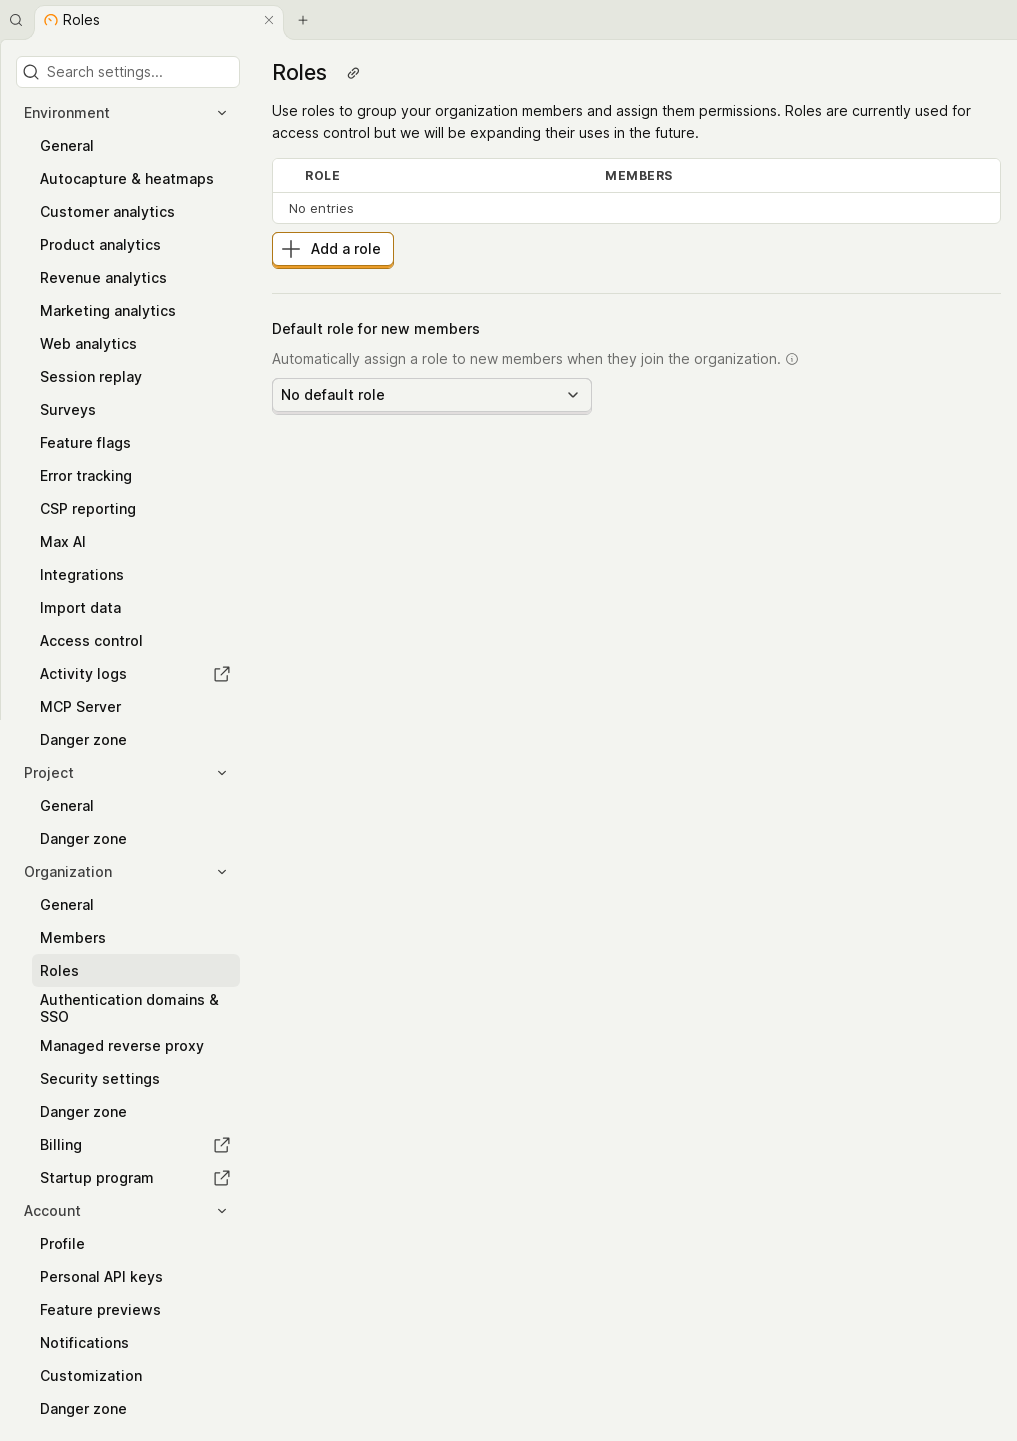 Roles
Search settings...
Environment
General
Autocapture & heatmaps
Customer analytics
Product analytics
Revenue analytics
Marketing analytics
Web analytics
Session replay
Surveys
Feature flags
Error tracking
CSP reporting
Max AI
Integrations
Import data
Access control
Activity logs
MCP Server
Danger zone
Project
General
Danger zone
Organization
General
Members
Roles
Authentication domains &
SSO
Managed reverse proxy
Security settings
Danger zone
Billing
Startup program
Account
Profile
Personal API keys
Feature previews
Notifications
Customization
Danger zone
Roles
Use roles to group your organization members and assign them permissions. Roles are currently used for
access control but we will be expanding their uses in the future.
ROLE MEMBERS
No entries
Add a role
Default role for new members
Automatically assign a role to new members when they join the organization.
No default role